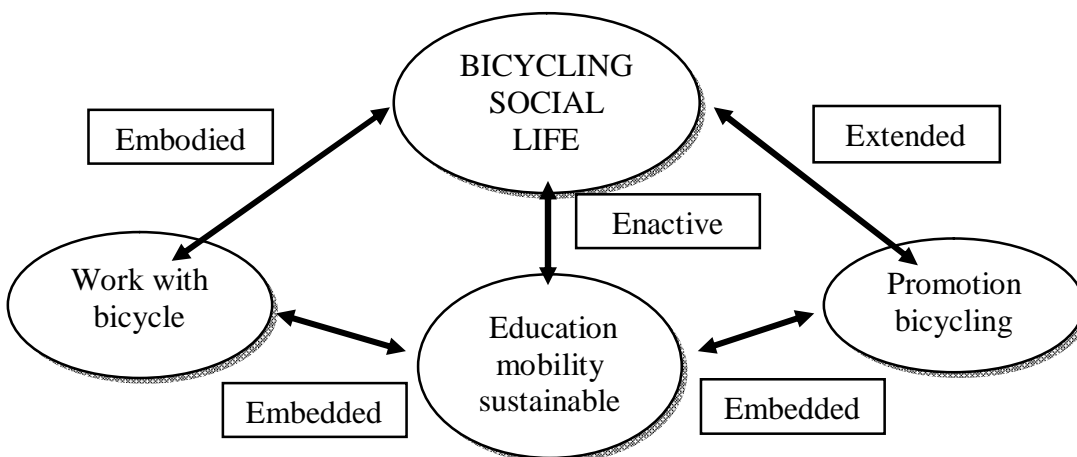 BICYCLING
SOCIAL
LIFE
Embodied
Extended
Enactive
Work with
bicycle
Education
mobility
sustainable
Promotion
bicycling
Embedded
Embedded